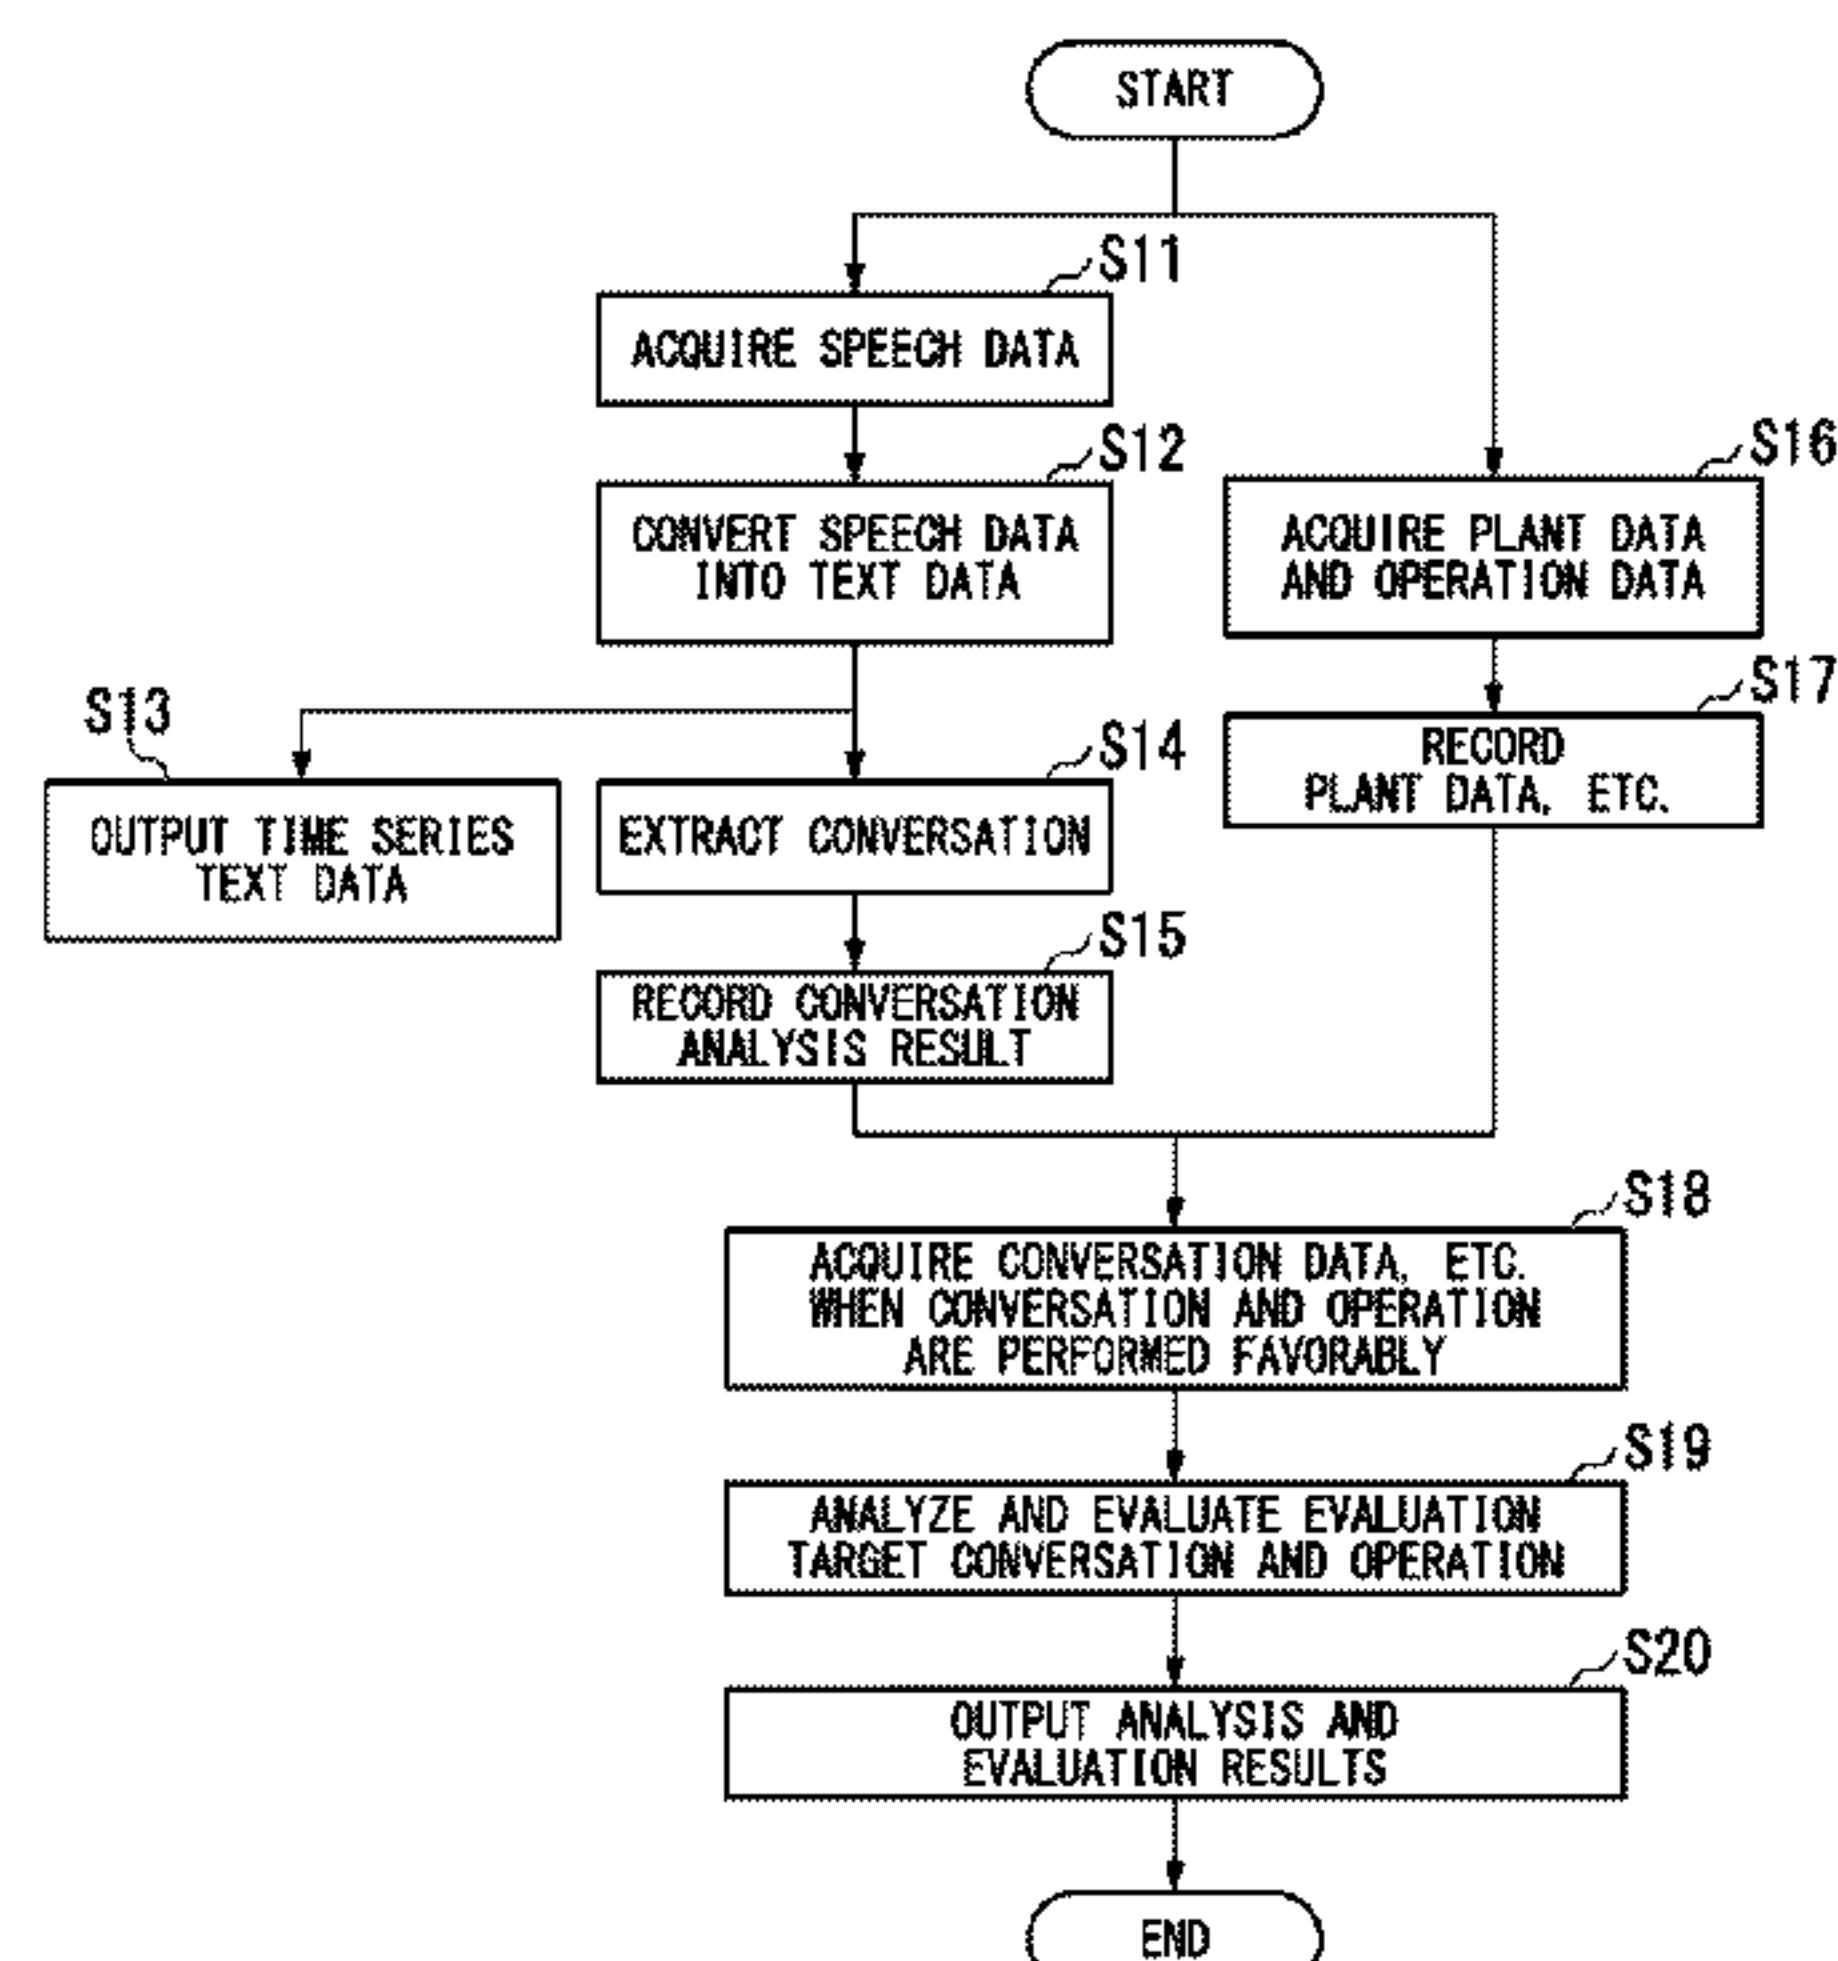 START
S11
ACQUIRE SPEECH DATA
S12
CONVERT SPEECH DATA
INTO TEXT DATA
S16
ACQUIRE PLANT DATA
AND OPERATION DATA
S13
OUTPUT TIME SERIES
TEXT DATA
S14
EXTRACT CONVERSATION
S17
RECORD
PLANT DATA, ETC.
S15
RECORD CONVERSATION
ANALYSIS RESULT
S18
ACQUIRE CONVERSATION DATA, ETC.
WHEN CONVERSATION AND OPERATION
ARE PERFORMED FAVORABLY
S19
ANALYZE AND EVALUATE EVALUATION
TARGET CONVERSATION AND OPERATION
S20
OUTPUT ANALYSIS AND
EVALUATION RESULTS
END